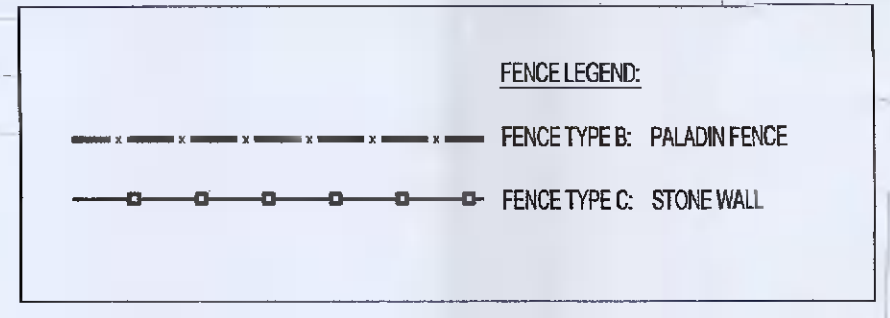 FENCE LEGEND:
FENCE TYPE B: PALADIN FENCE
FENCE TYPE C: STONE WALL